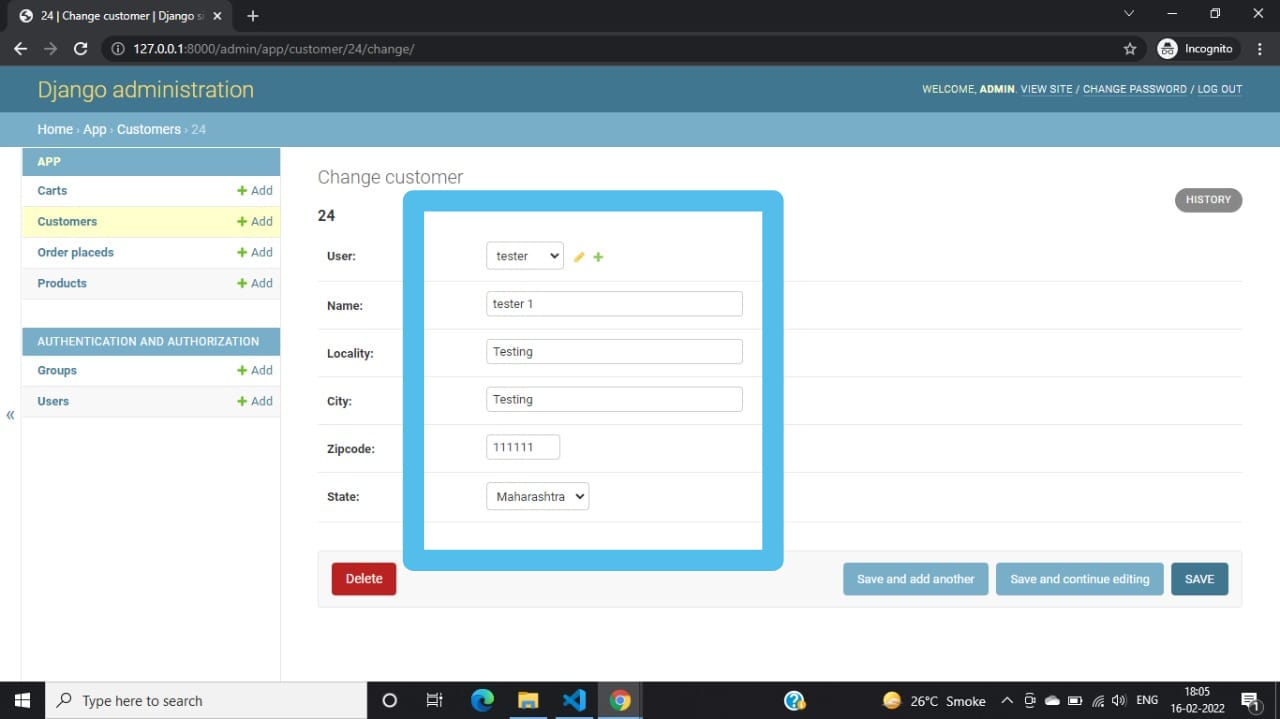 24 | Change customer | Django si
127.0.0.1:8000/admin/app/customer/24/change/
Incognito
Django administration
WELCOME, ADMIN. VIEW SITE / CHANGE PASSWORD / LOG OUT
Home › App › Customers › 24
APP
Carts + Add
Customers + Add
Order placeds + Add
Products + Add
AUTHENTICATION AND AUTHORIZATION
Groups + Add
Users + Add
«
Change customer
HISTORY
24
User: tester
Name: tester 1
Locality: Testing
City: Testing
Zipcode: 111111
State: Maharashtra
Delete
Save and add another
Save and continue editing
SAVE
Type here to search
26°C Smoke
ENG
18:05
16-02-2022
1